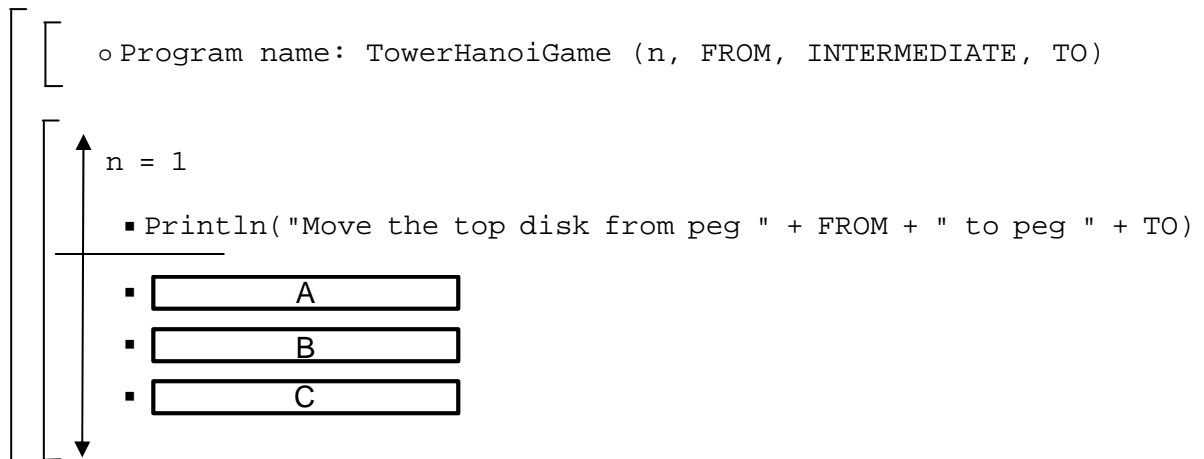 ○ Program name: TowerHanoiGame (n, FROM, INTERMEDIATE, TO)
n = 1
▪ Println("Move the top disk from peg " + FROM + " to peg " + TO)
▪ A
▪ B
▪ C